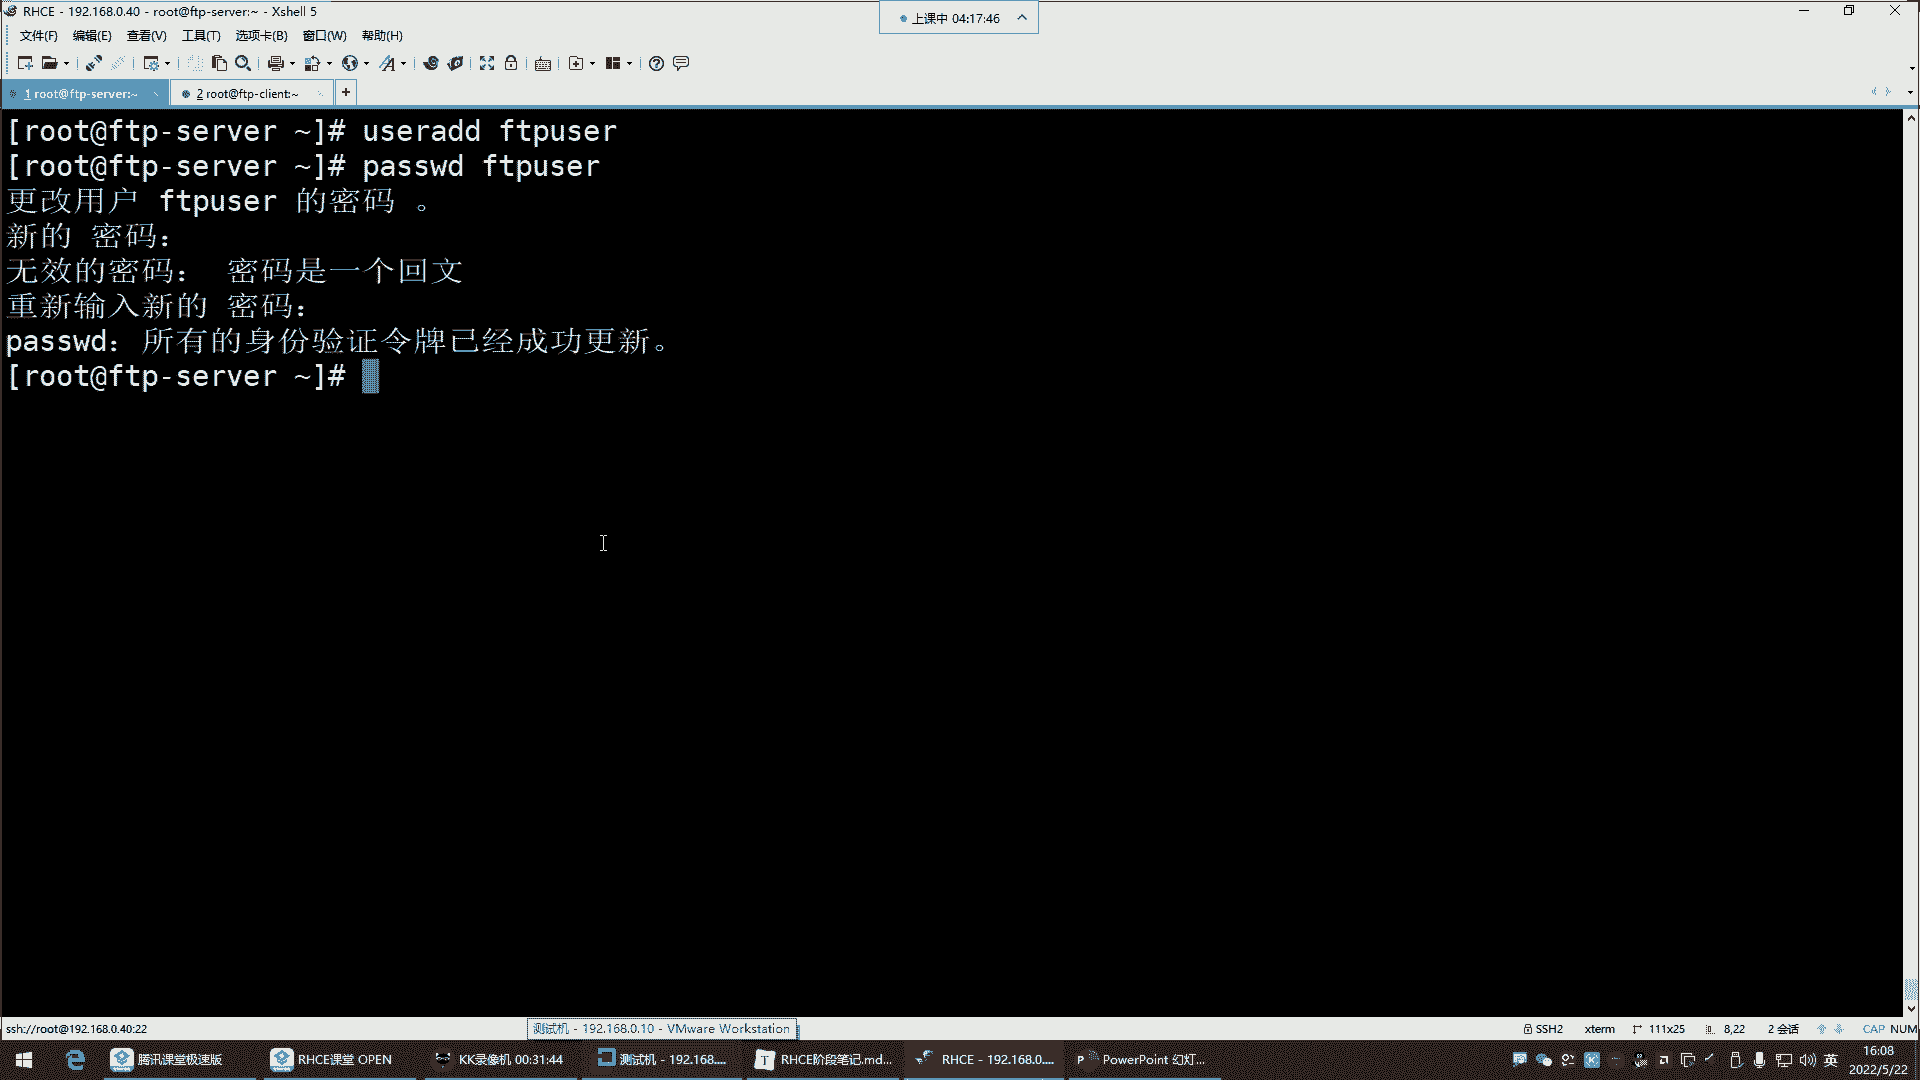 RHCE - 192.168.0.40 - root@ftp-server:~ - Xshell 5
上课中 04:17:46
文件(F) 编辑(E) 查看(V) 工具(T) 选项卡(B) 窗口(W) 帮助(H)
1 root@ftp-server:~ 2 root@ftp-client:~ +
[root@ftp-server ~]# useradd ftpuser
[root@ftp-server ~]# passwd ftpuser
更改用户 ftpuser 的密码 。
新的 密码：
无效的密码： 密码是一个回文
重新输入新的 密码：
passwd：所有的身份验证令牌已经成功更新。
[root@ftp-server ~]#
ssh://root@192.168.0.40:22 测试机 - 192.168.0.10 - VMware Workstation SSH2 xterm 111x25 8,22 2 会话 CAP NUM
腾讯课堂极速版 RHCE课堂 OPEN KK录像机 00:31:44 测试机 - 192.168.... RHCE阶段笔记.md... RHCE - 192.168.0.... PowerPoint 幻灯... 英 16:08
2022/5/22